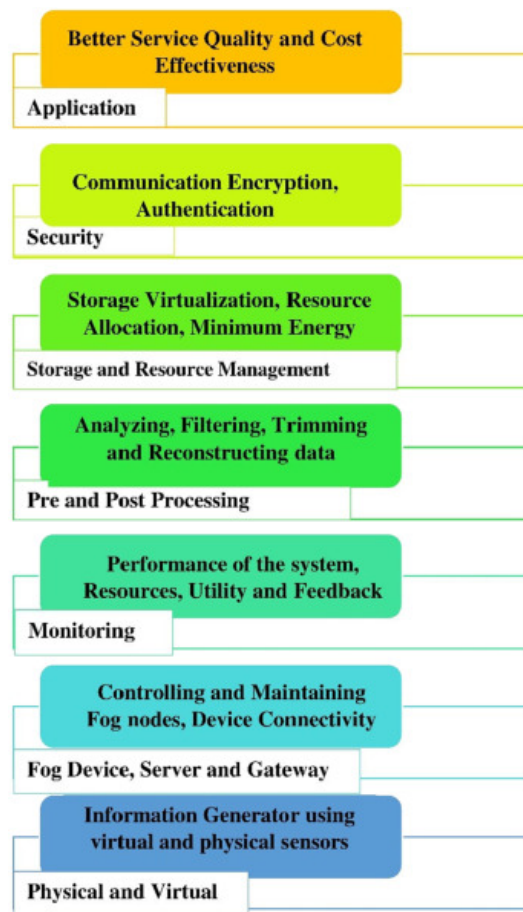 Better Service Quality and Cost
Effectiveness
Application
Communication Encryption,
Authentication
Security
Storage Virtualization, Resource
Allocation, Minimum Energy
Storage and Resource Management
Analyzing, Filtering, Trimming
and Reconstructing data
Pre and Post Processing
Performance of the system,
Resources, Utility and Feedback
Monitoring
Controlling and Maintaining
Fog nodes, Device Connectivity
Fog Device, Server and Gateway
Information Generator using
virtual and physical sensors
Physical and Virtual